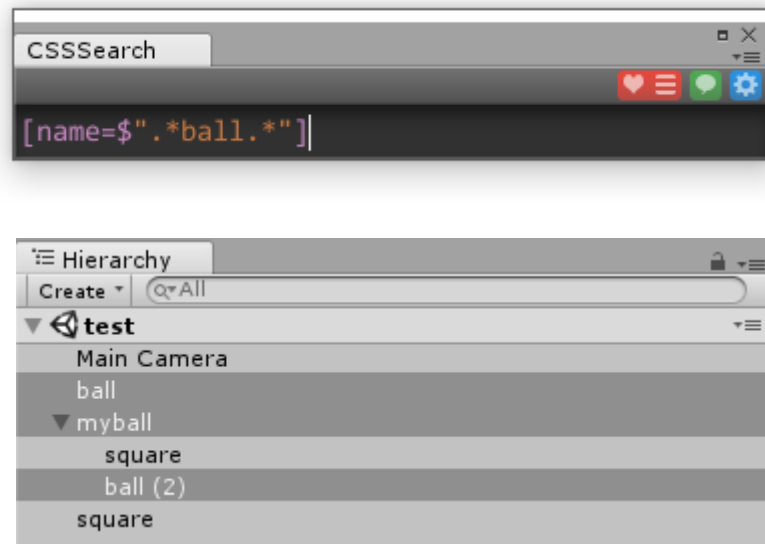 CSSSearch
[name=$".*ball.*"]
Hierarchy
Create All
test
Main Camera
ball
myball
square
ball (2)
square